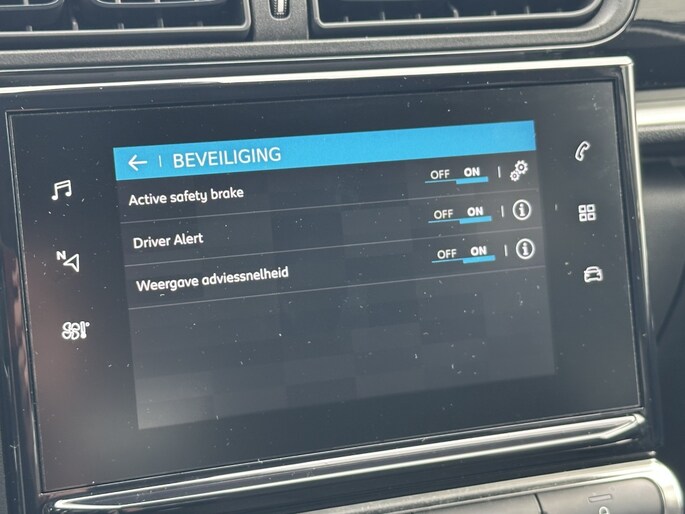 BEVEILIGING
Active safety brake OFF ON
Driver Alert OFF ON
Weergave adviessnelheid OFF ON
N